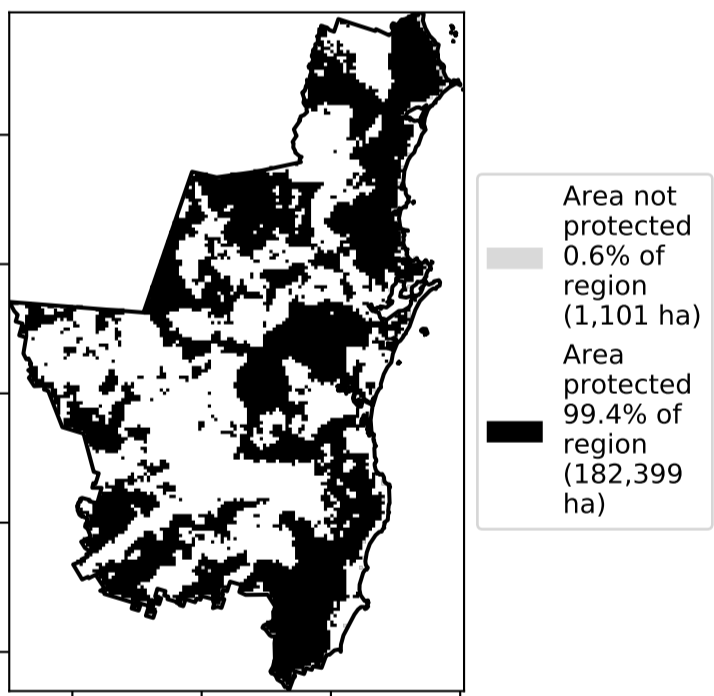 Area not
protected
0.6% of
region
(1,101 ha)
Area
protected
99.4% of
region
(182,399
ha)